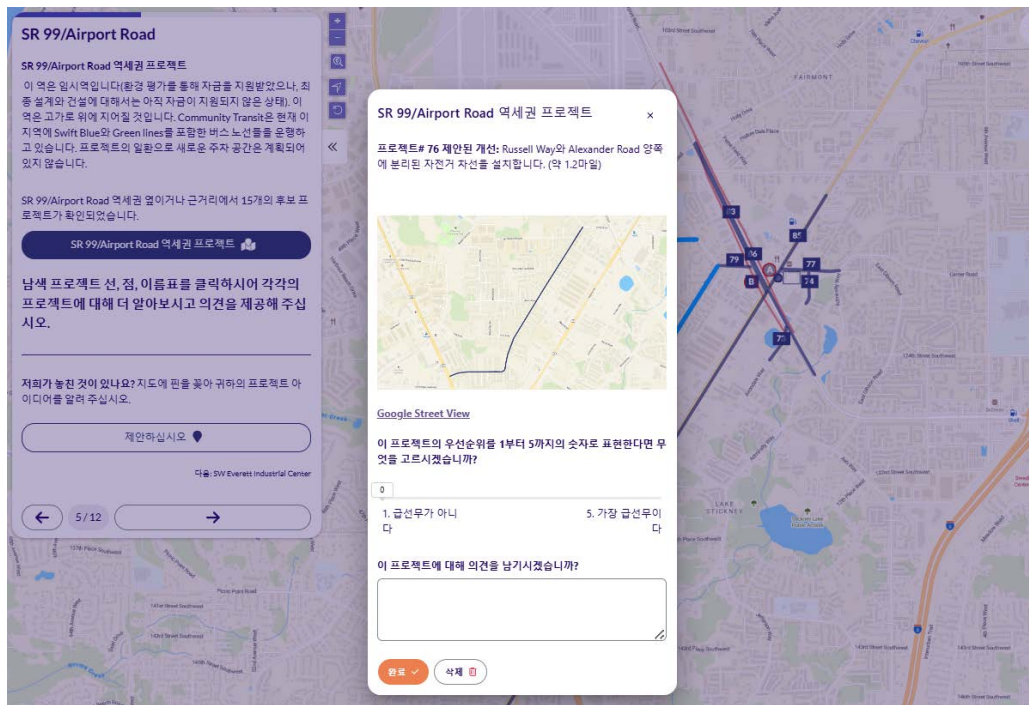 SR 99/Airport Road
SR 99/Airport Road 역세권 프로젝트
이 역은 임시역입니다(환경 평가를 통해 자금을 지원받았으나, 최
종 설계와 건설에 대해서는 아직 자금이 지원되지 않은 상태). 이
역은 고가로 위에 지어질 것입니다. Community Transit은 현재 이
지역에 Swift Blue와 Green lines를 포함한 버스 노선들을 운행하
고 있습니다. 프로젝트의 일환으로 새로운 주차 공간은 계획되어
있지 않습니다.
SR 99/Airport Road 역세권 옆이거나 근거리에서 15개의 후보 프
로젝트가 확인되었습니다.
SR 99/Airport Road 역세권 프로젝트
남색 프로젝트 선, 점, 이름표를 클릭하시어 각각의
프로젝트에 대해 더 알아보시고 의견을 제공해 주십
시오.
저희가 놓친 것이 있나요? 지도에 핀을 꽂아 귀하의 프로젝트 아
이디어를 알려 주십시오.
제안하십시오
다음: SW Everett Industrial Center
5/12
SR 99/Airport Road 역세권 프로젝트
×
프로젝트# 76 제안된 개선: Russell Way와 Alexander Road 양쪽
에 분리된 자전거 차선를 설치합니다. (약 1.2마일)
Google Street View
이 프로젝트의 우선순위를 1부터 5까지의 숫자로 표현한다면 무
엇을 고르시겠습니까?
0
1. 급선무가 아니
다
5. 가장 급선무이
다
이 프로젝트에 대해 의견을 남기시겠습니까?
완료
삭제
FAIRMONT
83
85
86
79
77
B
74
75
LAKE
STICKNEY